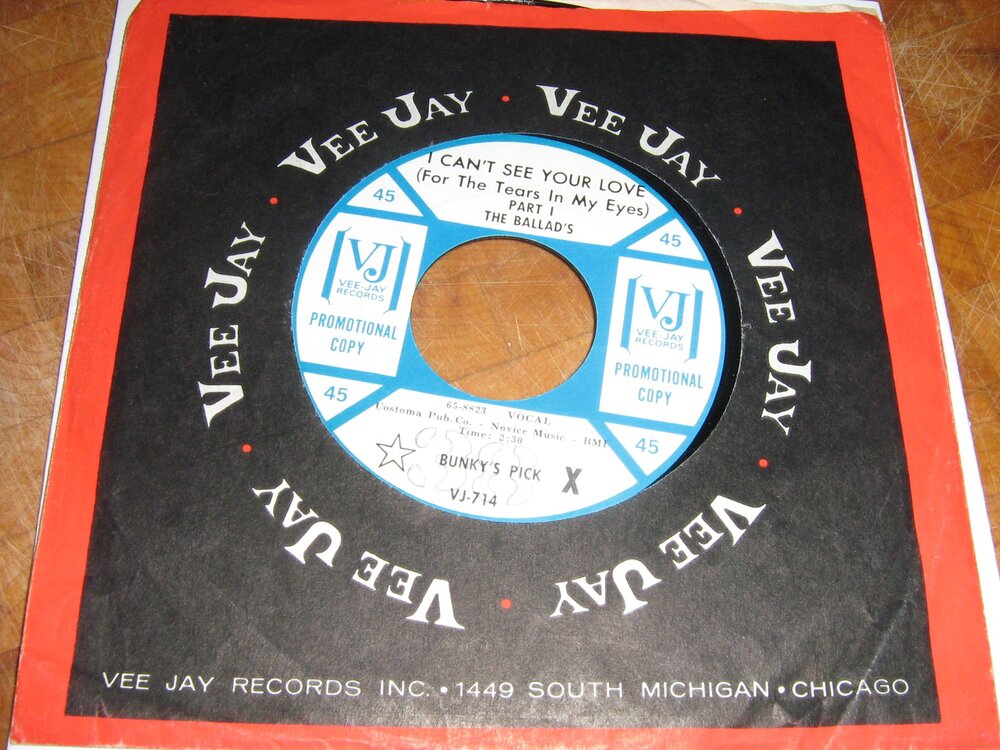 VEE JAY • VEE JAY • VEE JAY • VEE JAY • VEE JAY • VEE JAY •
I CAN'T SEE YOUR LOVE
(For The Tears In My Eyes)
PART I
THE BALLAD'S
45
45
VJ
VEE-JAY
RECORDS
PROMOTIONAL
COPY
VJ
VEE-JAY
RECORDS
PROMOTIONAL
COPY
45
45
65-8823 VOCAL
Costoma Pub. Co. - Novice Music - BMI
Time: 2:30
BUNKY'S PICK X
VJ-714
VEE JAY RECORDS INC. • 1449 SOUTH MICHIGAN • CHICAGO